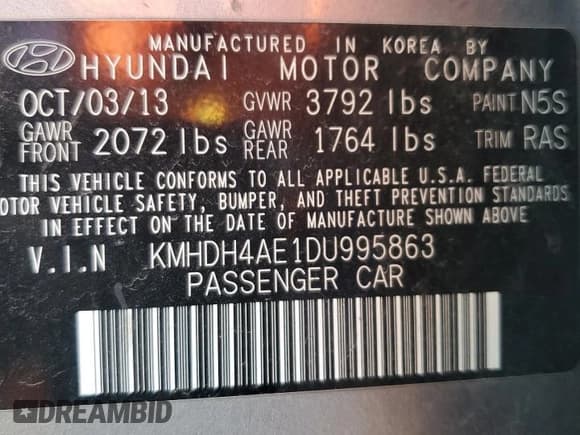 MANUFACTURED IN KOREA BY
HYUNDAI MOTOR COMPANY
OCT/03/13 GVWR 3792 lbs PAINT N5S
GAWR FRONT 2072 lbs GAWR REAR 1764 lbs TRIM RAS
THIS VEHICLE CONFORMS TO ALL APPLICABLE U.S.A. FEDERAL
OTOR VEHICLE SAFETY, BUMPER, AND THEFT PREVENTION STANDARDS
IN EFFECT ON THE DATE OF MANUFACTURE SHOWN ABOVE.
V.I.N KMHDH4AE1DU995863
PASSENGER CAR
DREAMBID